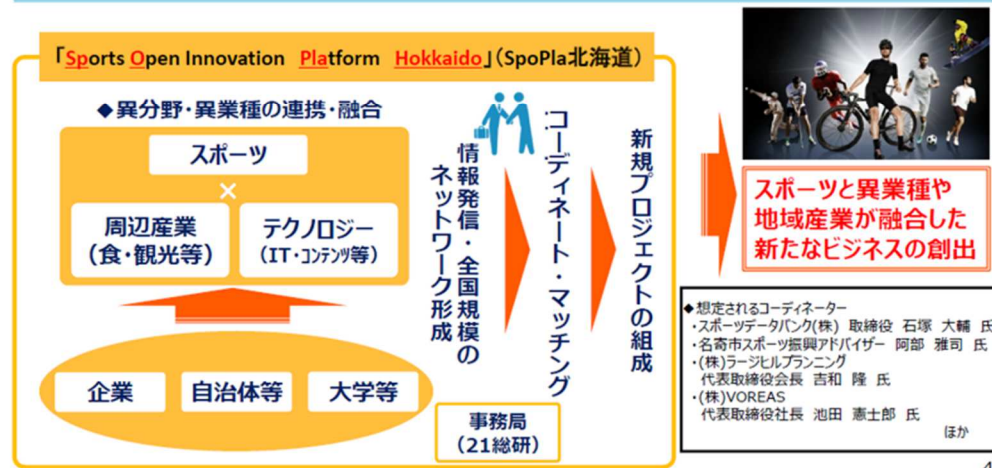 「Sports Open Innovation Platform Hokkaido」(SpoPla北海道)
◆異分野・異業種の連携・融合
スポーツ
×
周辺産業
(食・観光等)
テクノロジー
(IT・コンテンツ等)
企業
自治体等
大学等
情報発信・全国規模の
ネットワーク形成
コーディネート・マッチング
新規プロジェクトの組成
事務局
(21総研)
スポーツと異業種や
地域産業が融合した
新たなビジネスの創出
◆想定されるコーディネーター
・スポーツデータバンク(株) 取締役 石塚 大輔 氏
・名寄市スポーツ振興アドバイザー 阿部 雅司 氏
・(株)ラージヒルプランニング
代表取締役会長 吉和 隆 氏
・(株)VOREAS
代表取締役社長 池田 憲士郎 氏
ほか